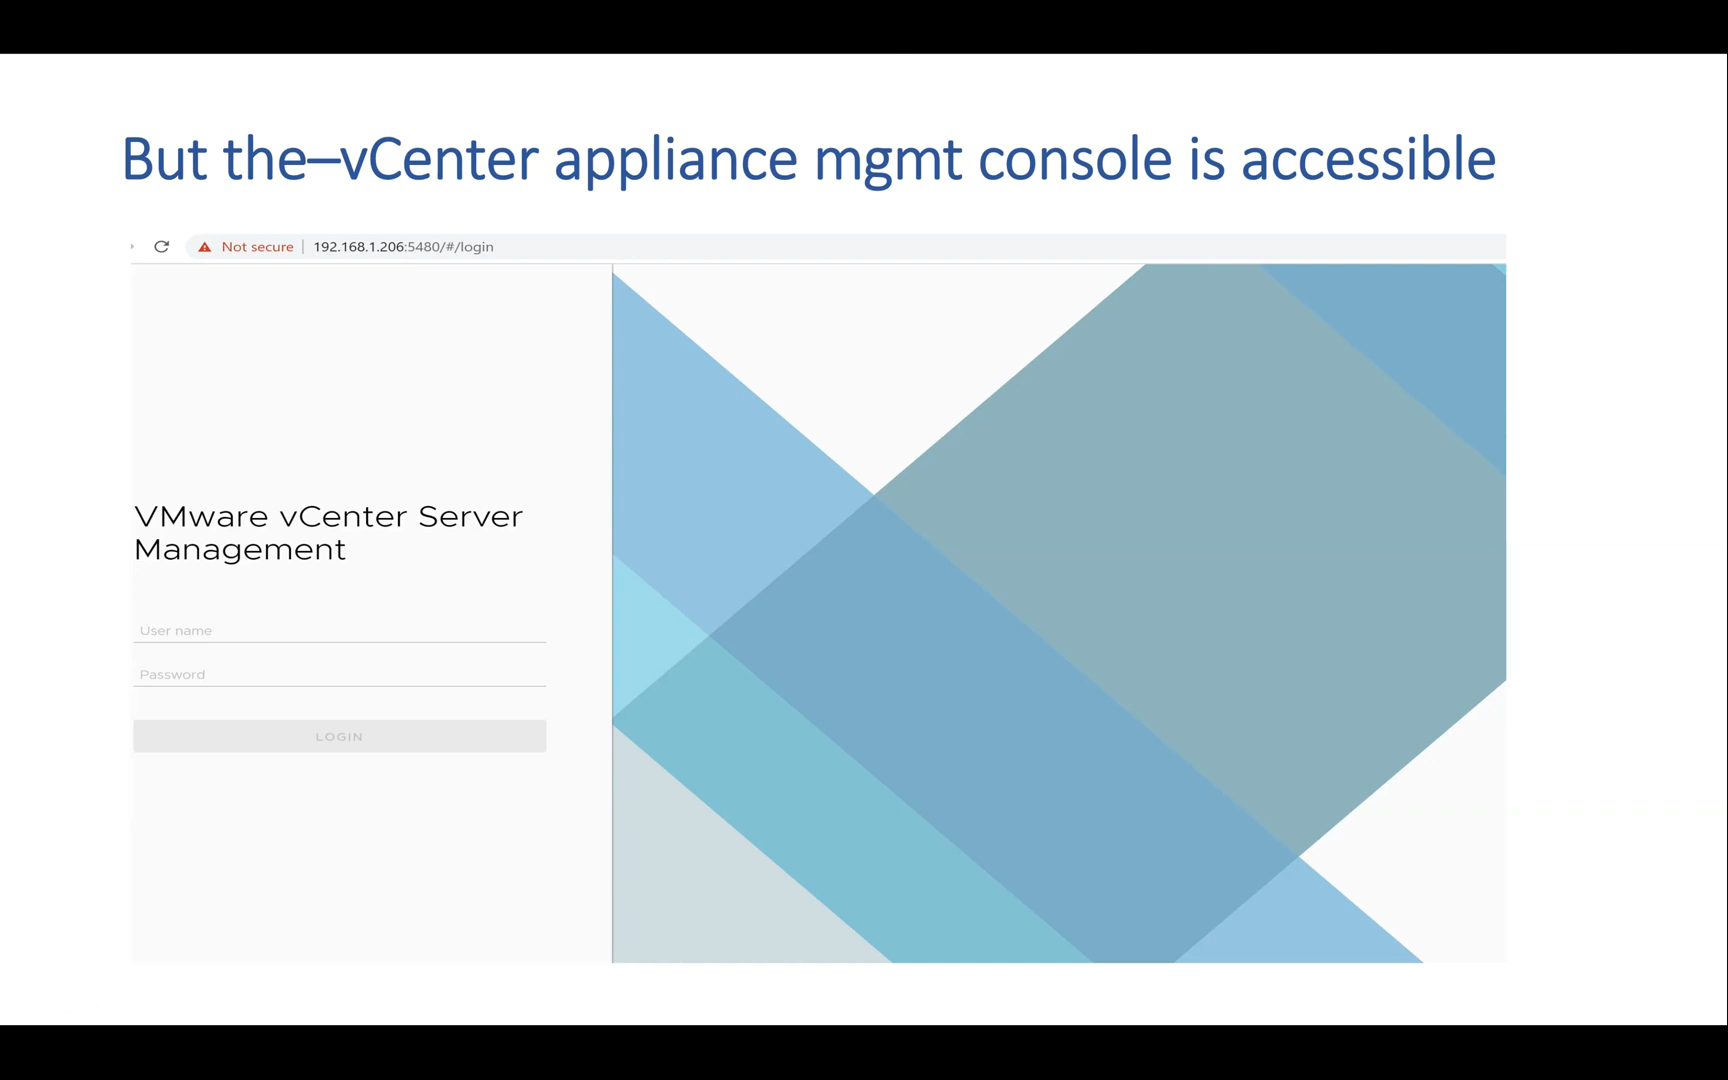 But the–vCenter appliance mgmt console is accessible
Not secure | 192.168.1.206:5480/#/login
VMware vCenter Server
Management
User name
Password
LOGIN